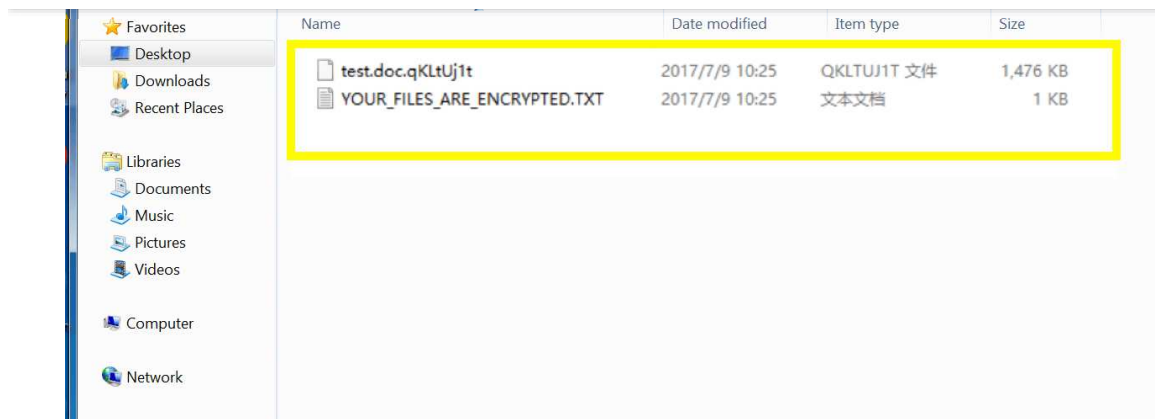 Favorites
Desktop
Downloads
Recent Places
Libraries
Documents
Music
Pictures
Videos
Computer
Network
Name Date modified Item type Size
test.doc.qKLtUj1t 2017/7/9 10:25 QKLTUJ1T 文件 1,476 KB
YOUR_FILES_ARE_ENCRYPTED.TXT 2017/7/9 10:25 文本文档 1 KB